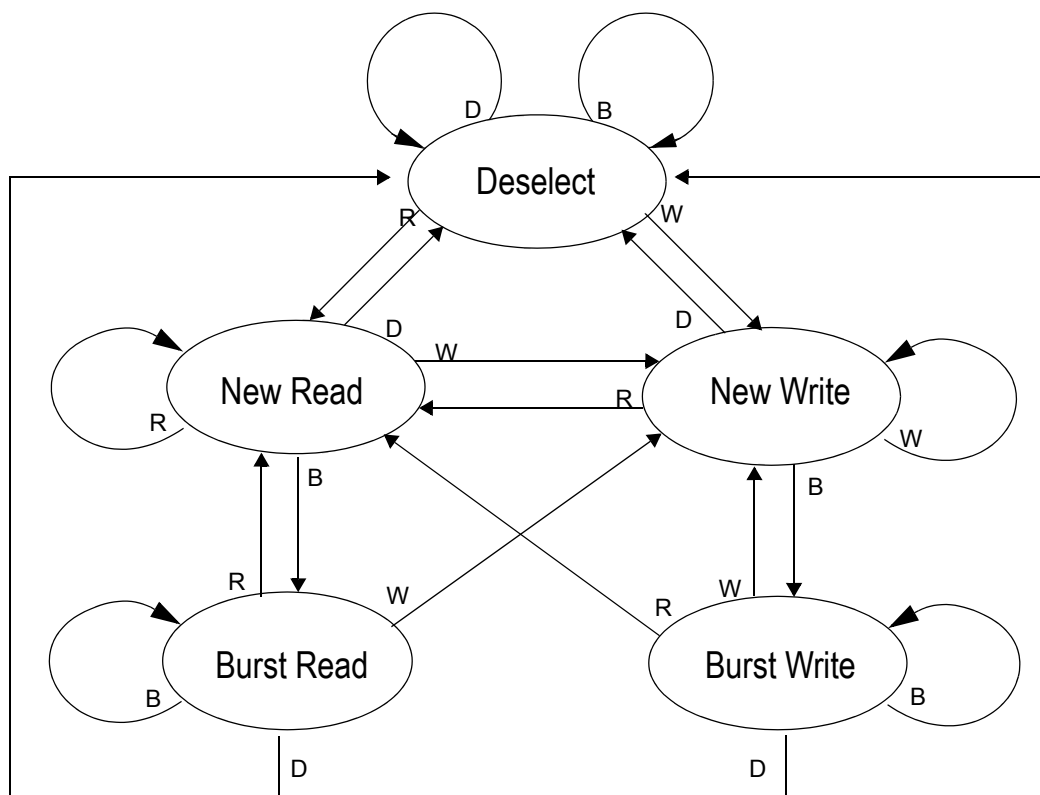 D B
Deselect
R W
D D
W
New Read New Write
R
R W
B B
R W R W
Burst Read Burst Write
B B
D D